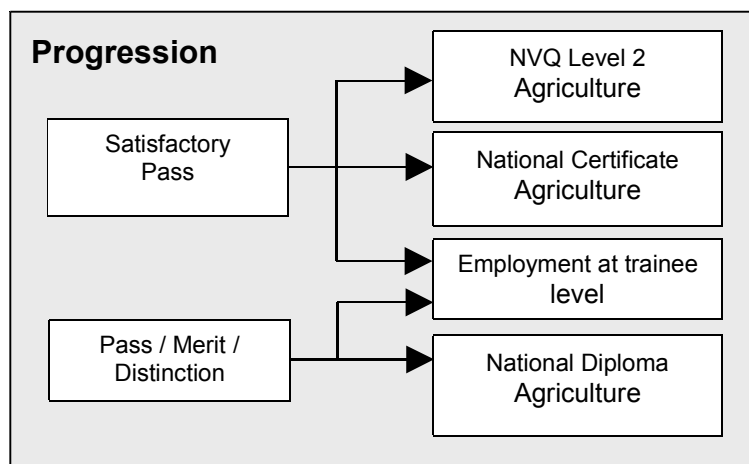 Progression
Satisfactory
Pass
Pass / Merit /
Distinction
NVQ Level 2
Agriculture
National Certificate
Agriculture
Employment at trainee
level
National Diploma
Agriculture